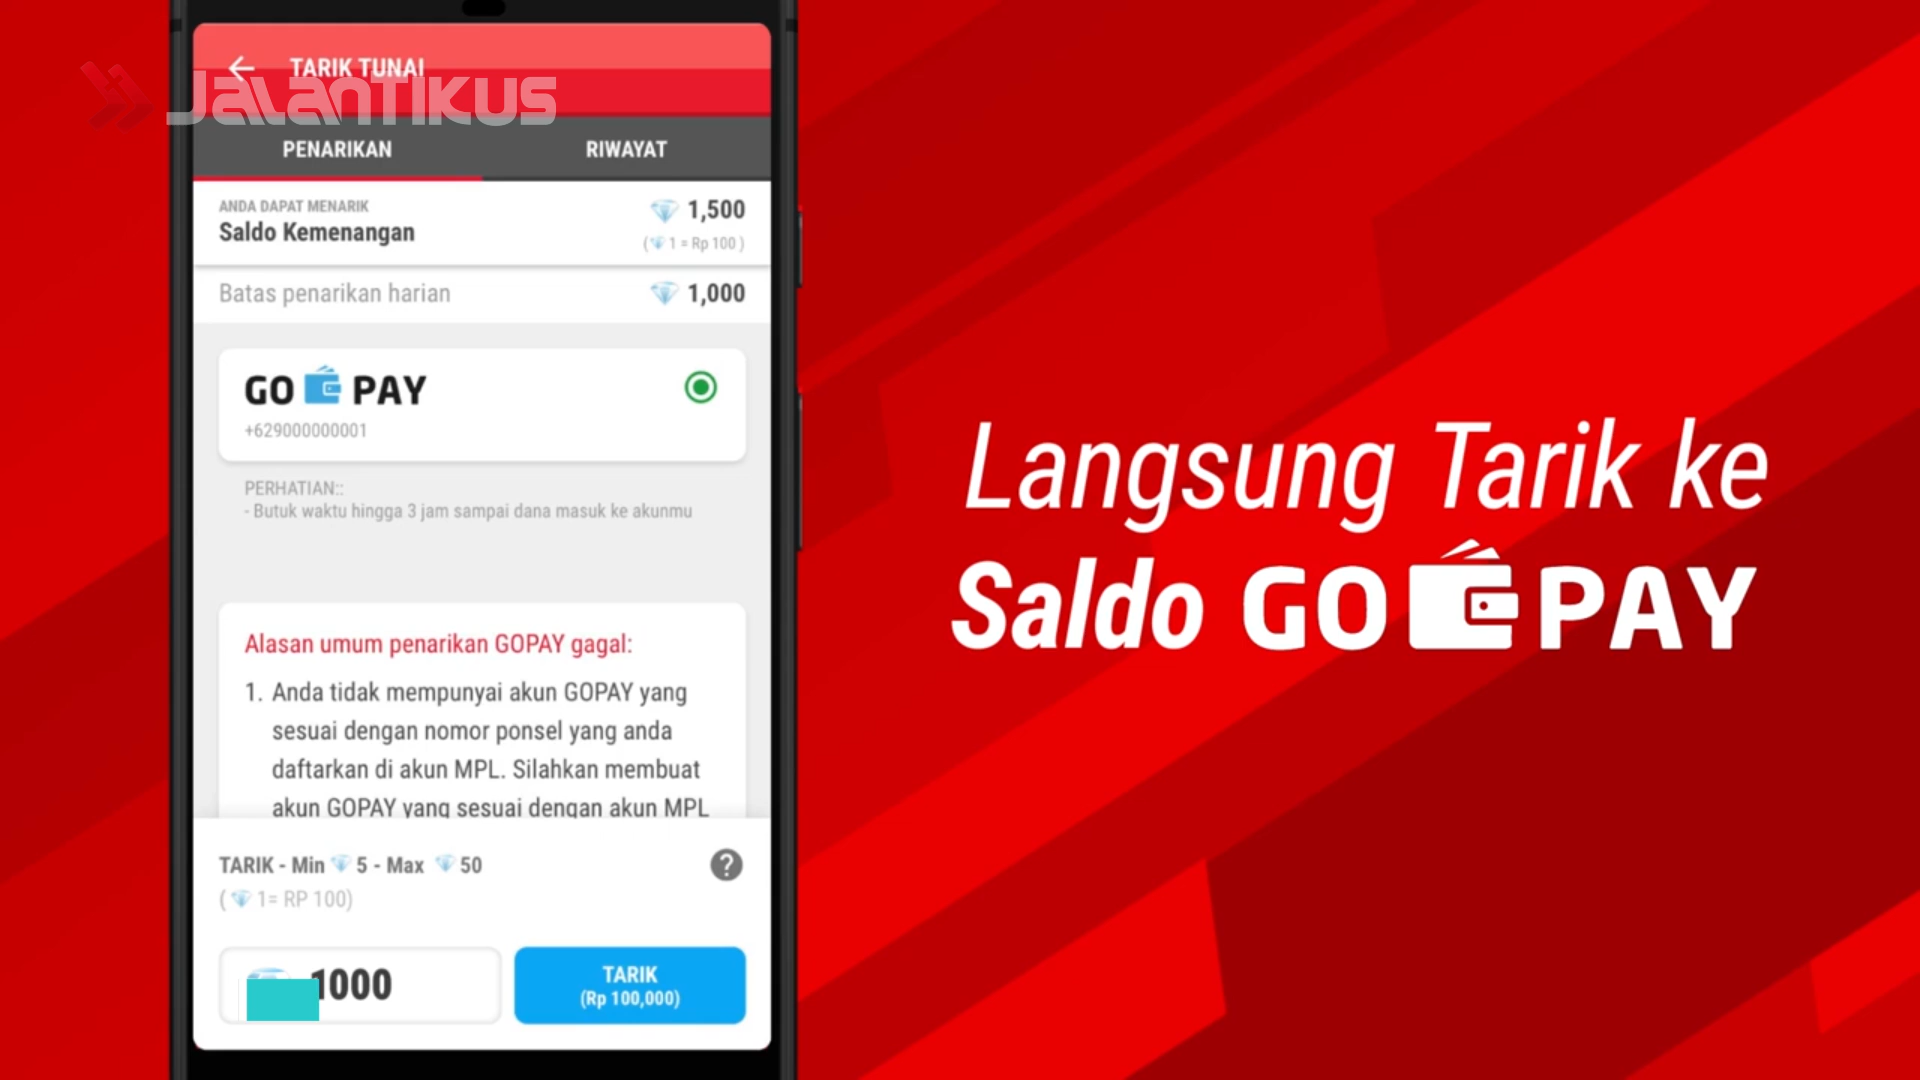 TARIK TUNAI
JALANTIKUS
PENARIKAN
RIWAYAT
ANDA DAPAT MENARIK
Saldo Kemenangan
1,500
( 1 = Rp 100 )
Batas penarikan harian
1,000
GO PAY
+629000000001
PERHATIAN::
- Butuk waktu hingga 3 jam sampai dana masuk ke akunmu
Alasan umum penarikan GOPAY gagal:
1. Anda tidak mempunyai akun GOPAY yang
sesuai dengan nomor ponsel yang anda
daftarkan di akun MPL. Silahkan membuat
akun GOPAY yang sesuai dengan akun MPL
TARIK - Min 5 - Max 50
( 1= RP 100)
1000
TARIK
(Rp 100,000)
Langsung Tarik ke
Saldo GO PAY